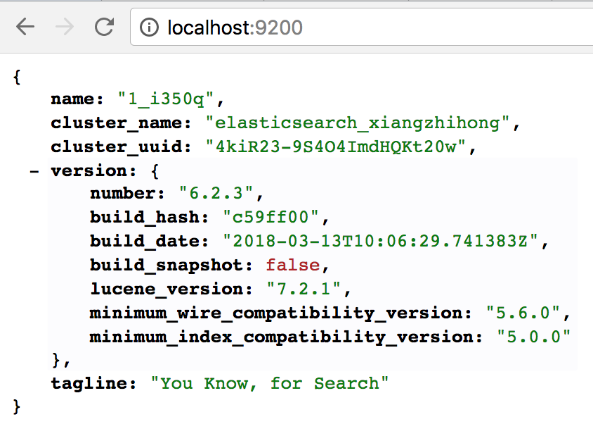 localhost:9200
{
name: "1_i350q",
cluster_name: "elasticsearch_xiangzhihong",
cluster_uuid: "4kiR23-9S4O4ImdHQKt20w",
- version: {
number: "6.2.3",
build_hash: "c59ff00",
build_date: "2018-03-13T10:06:29.741383Z",
build_snapshot: false,
lucene_version: "7.2.1",
minimum_wire_compatibility_version: "5.6.0",
minimum_index_compatibility_version: "5.0.0"
},
tagline: "You Know, for Search"
}